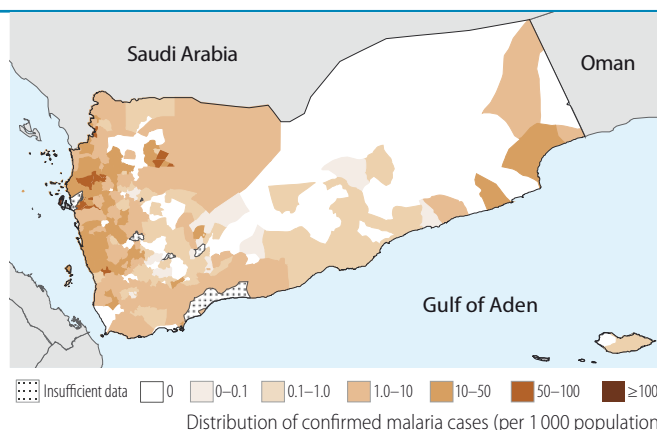 Saudi Arabia
Oman
Gulf of Aden
Insufficient data 0 0–0.1 0.1–1.0 1.0–10 10–50 50–100 ≥100
Distribution of confirmed malaria cases (per 1 000 population